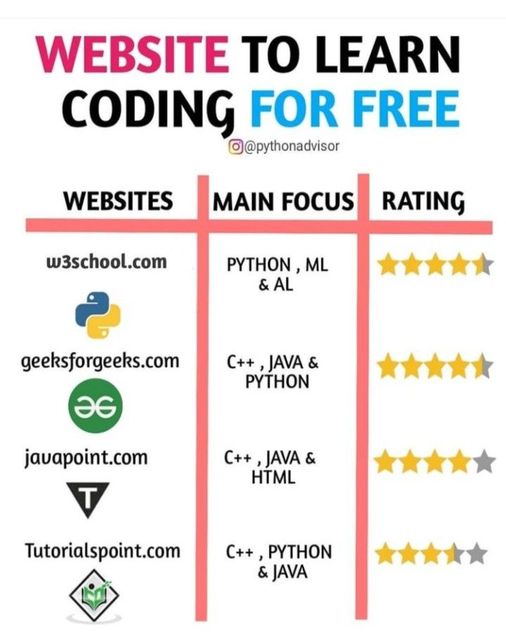 WEBSITE TO LEARN
CODING FOR FREE
@pythonadvisor
WEBSITES MAIN FOCUS RATING
w3school.com PYTHON , ML
& AL
geeksforgeeks.com C++ , JAVA &
PYTHON
javapoint.com C++ , JAVA &
HTML
T
Tutorialspoint.com C++ , PYTHON
& JAVA